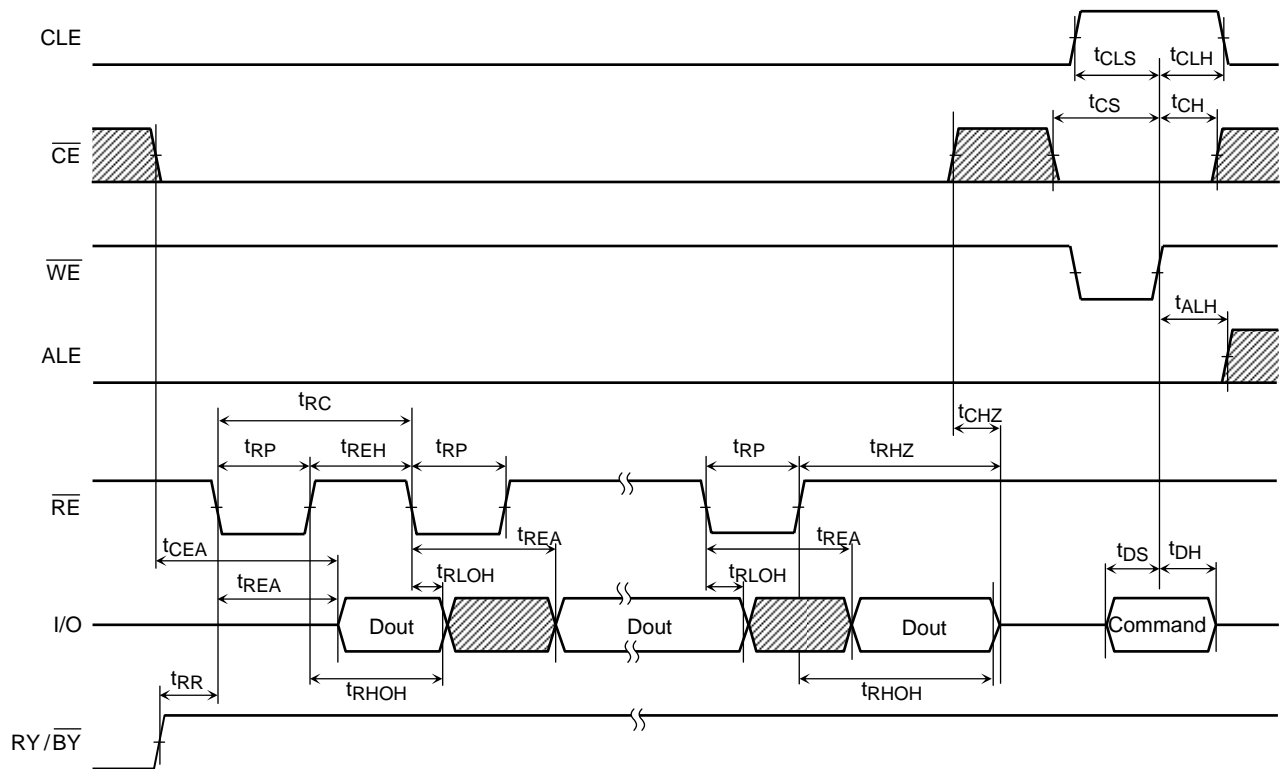 CLE
tCLS tCLH
tCS tCH
CE
WE
tALH
ALE
tRC
tCHZ
tRP tREH tRP tRP tRHZ
RE
tCEA tREA tREA
tREA tRLOH tRLOH tDS tDH
I/O Dout Dout Dout Command
tRR tRHOH tRHOH
RY/BY